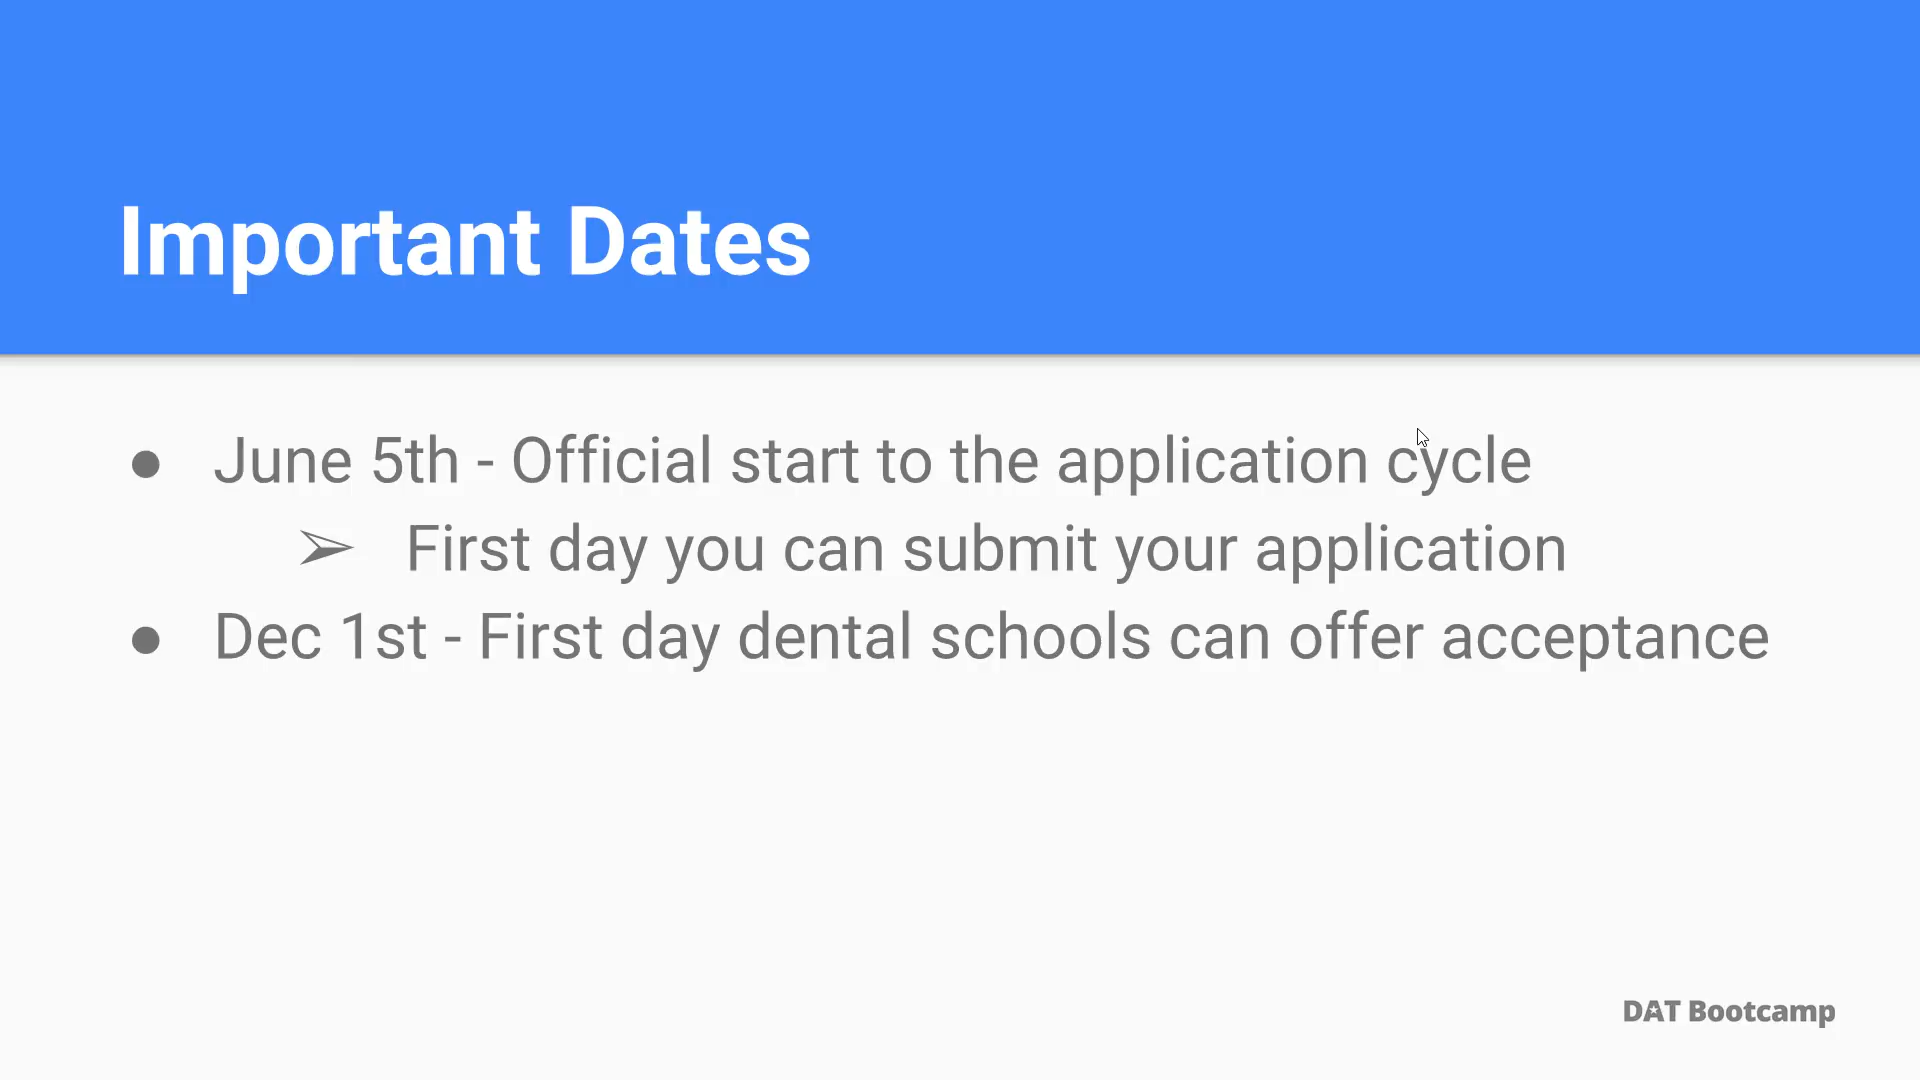 Important Dates
● June 5th - Official start to the application cycle
➢ First day you can submit your application
● Dec 1st - First day dental schools can offer acceptance
DAT Bootcamp